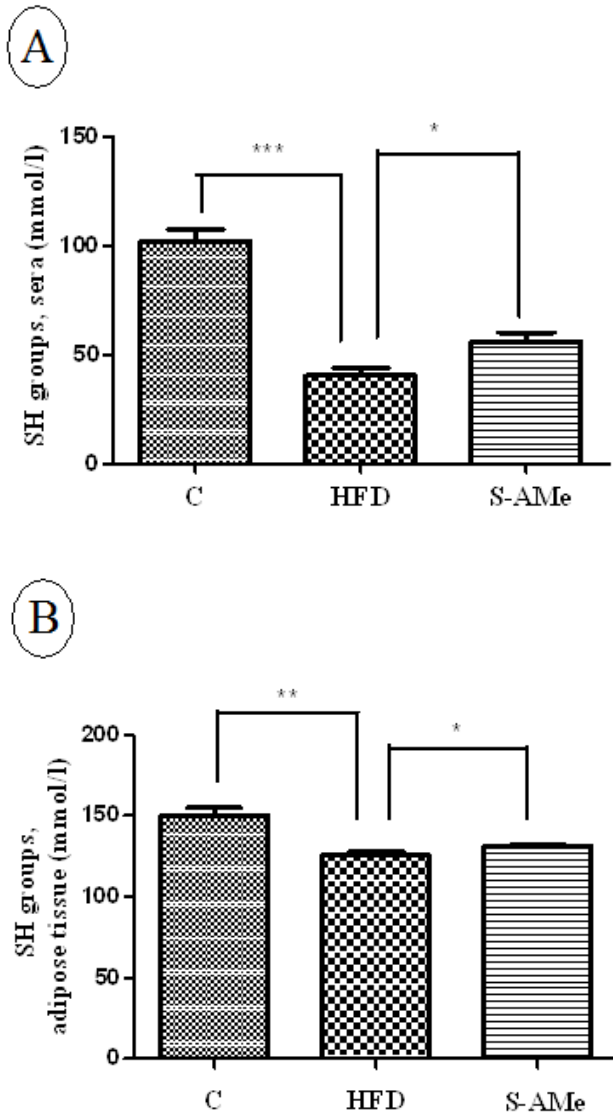 A
SH groups, sera (mmol/l)
150
100
50
0
***
*
C HFD S-AMe
B
SH groups,
adipose tissue (mmol/l)
200
150
100
50
0
**
*
C HFD S-AMe